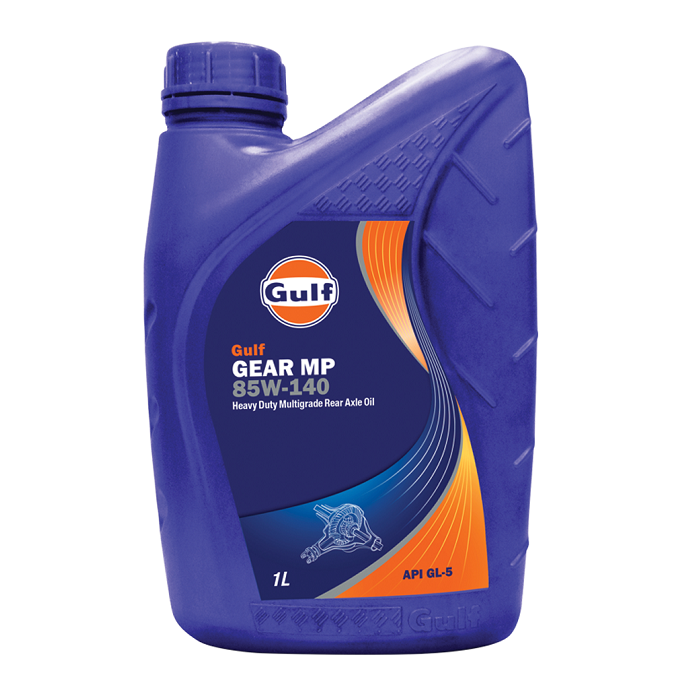 Gulf
Gulf
GEAR MP
85W-140
Heavy Duty Multigrade Rear Axle Oil
1L
API GL-5
Gulf